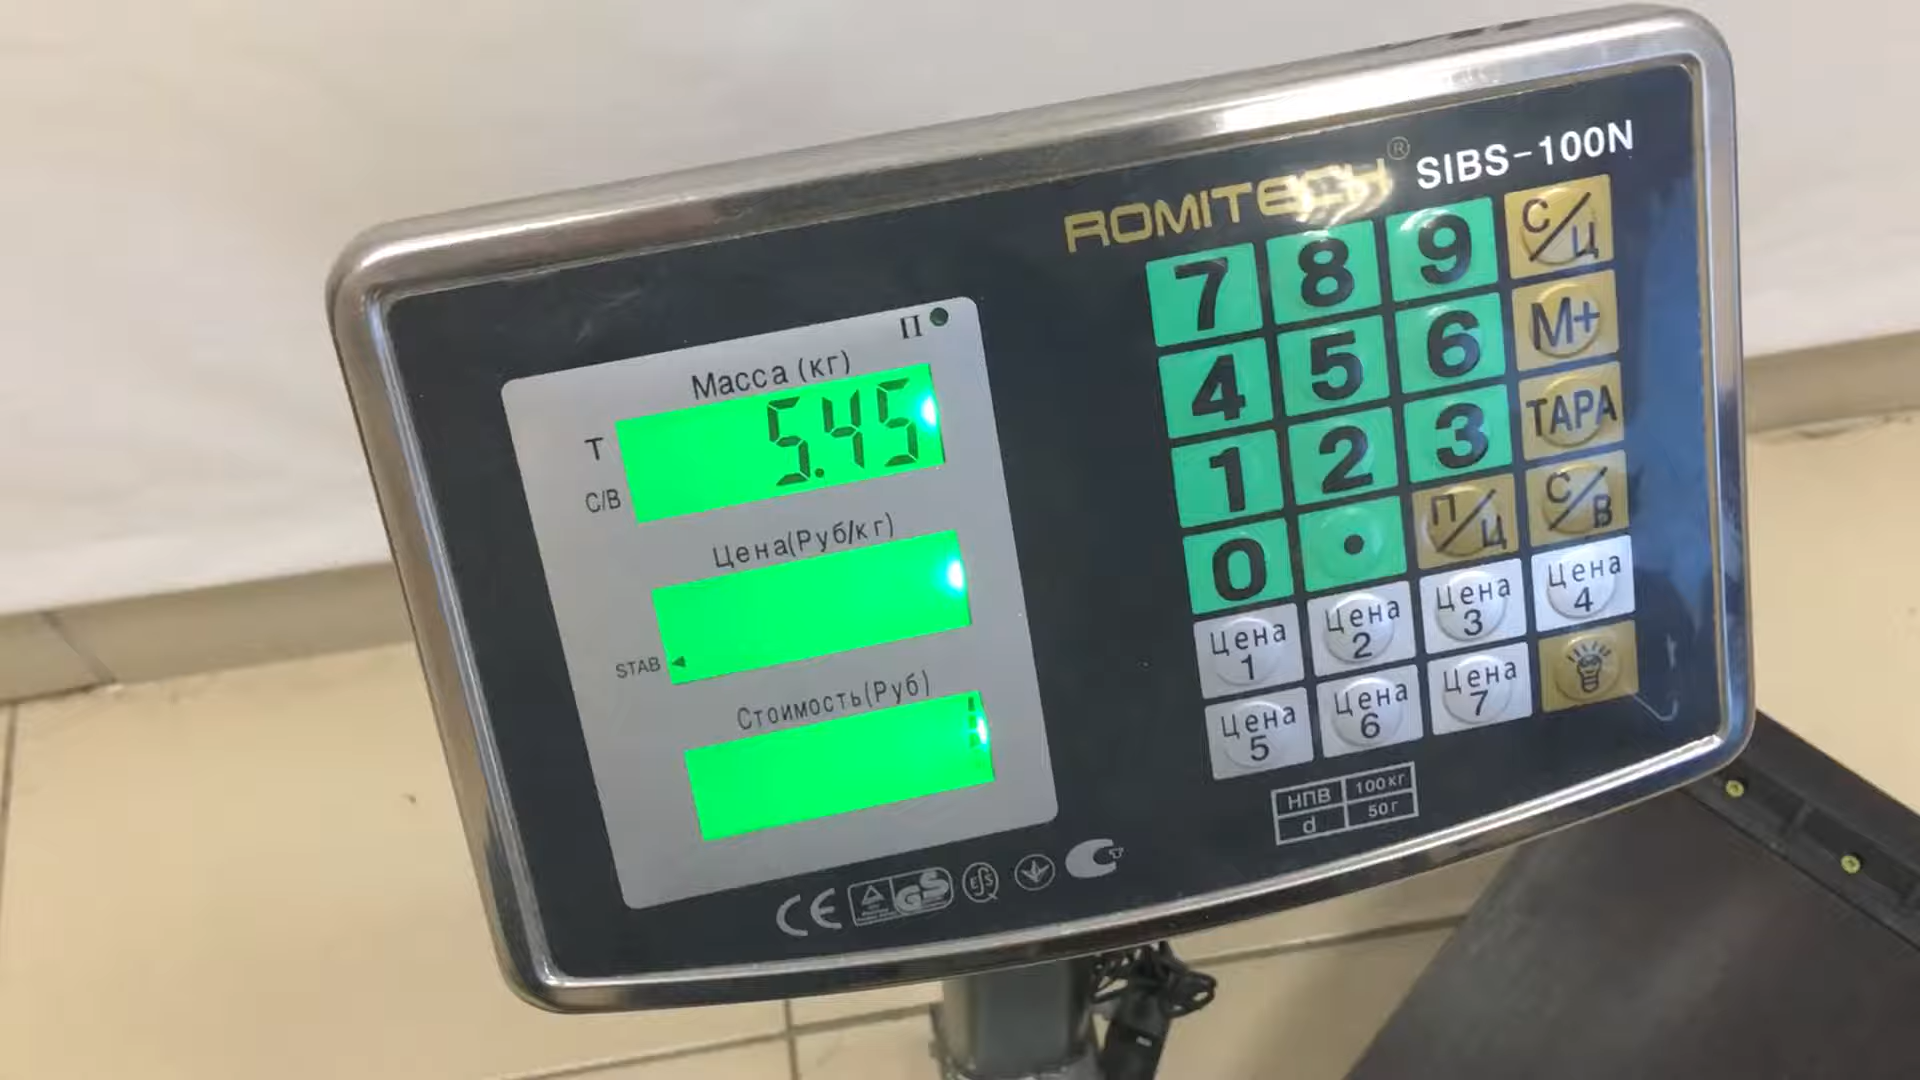 ROMITECH® SIBS-100N
П
Масса (кг)
Т
5.45
С/В
Цена(Руб/кг)
STAB
Стоимость(Руб)
7 8 9 С/Ц
4 5 6 М+
1 2 3 ТАРА
0 . П/Ц С/В
Цена 1 Цена 2 Цена 3 Цена 4
Цена 5 Цена 6 Цена 7
НПВ 100кг
d 50г
CE GS